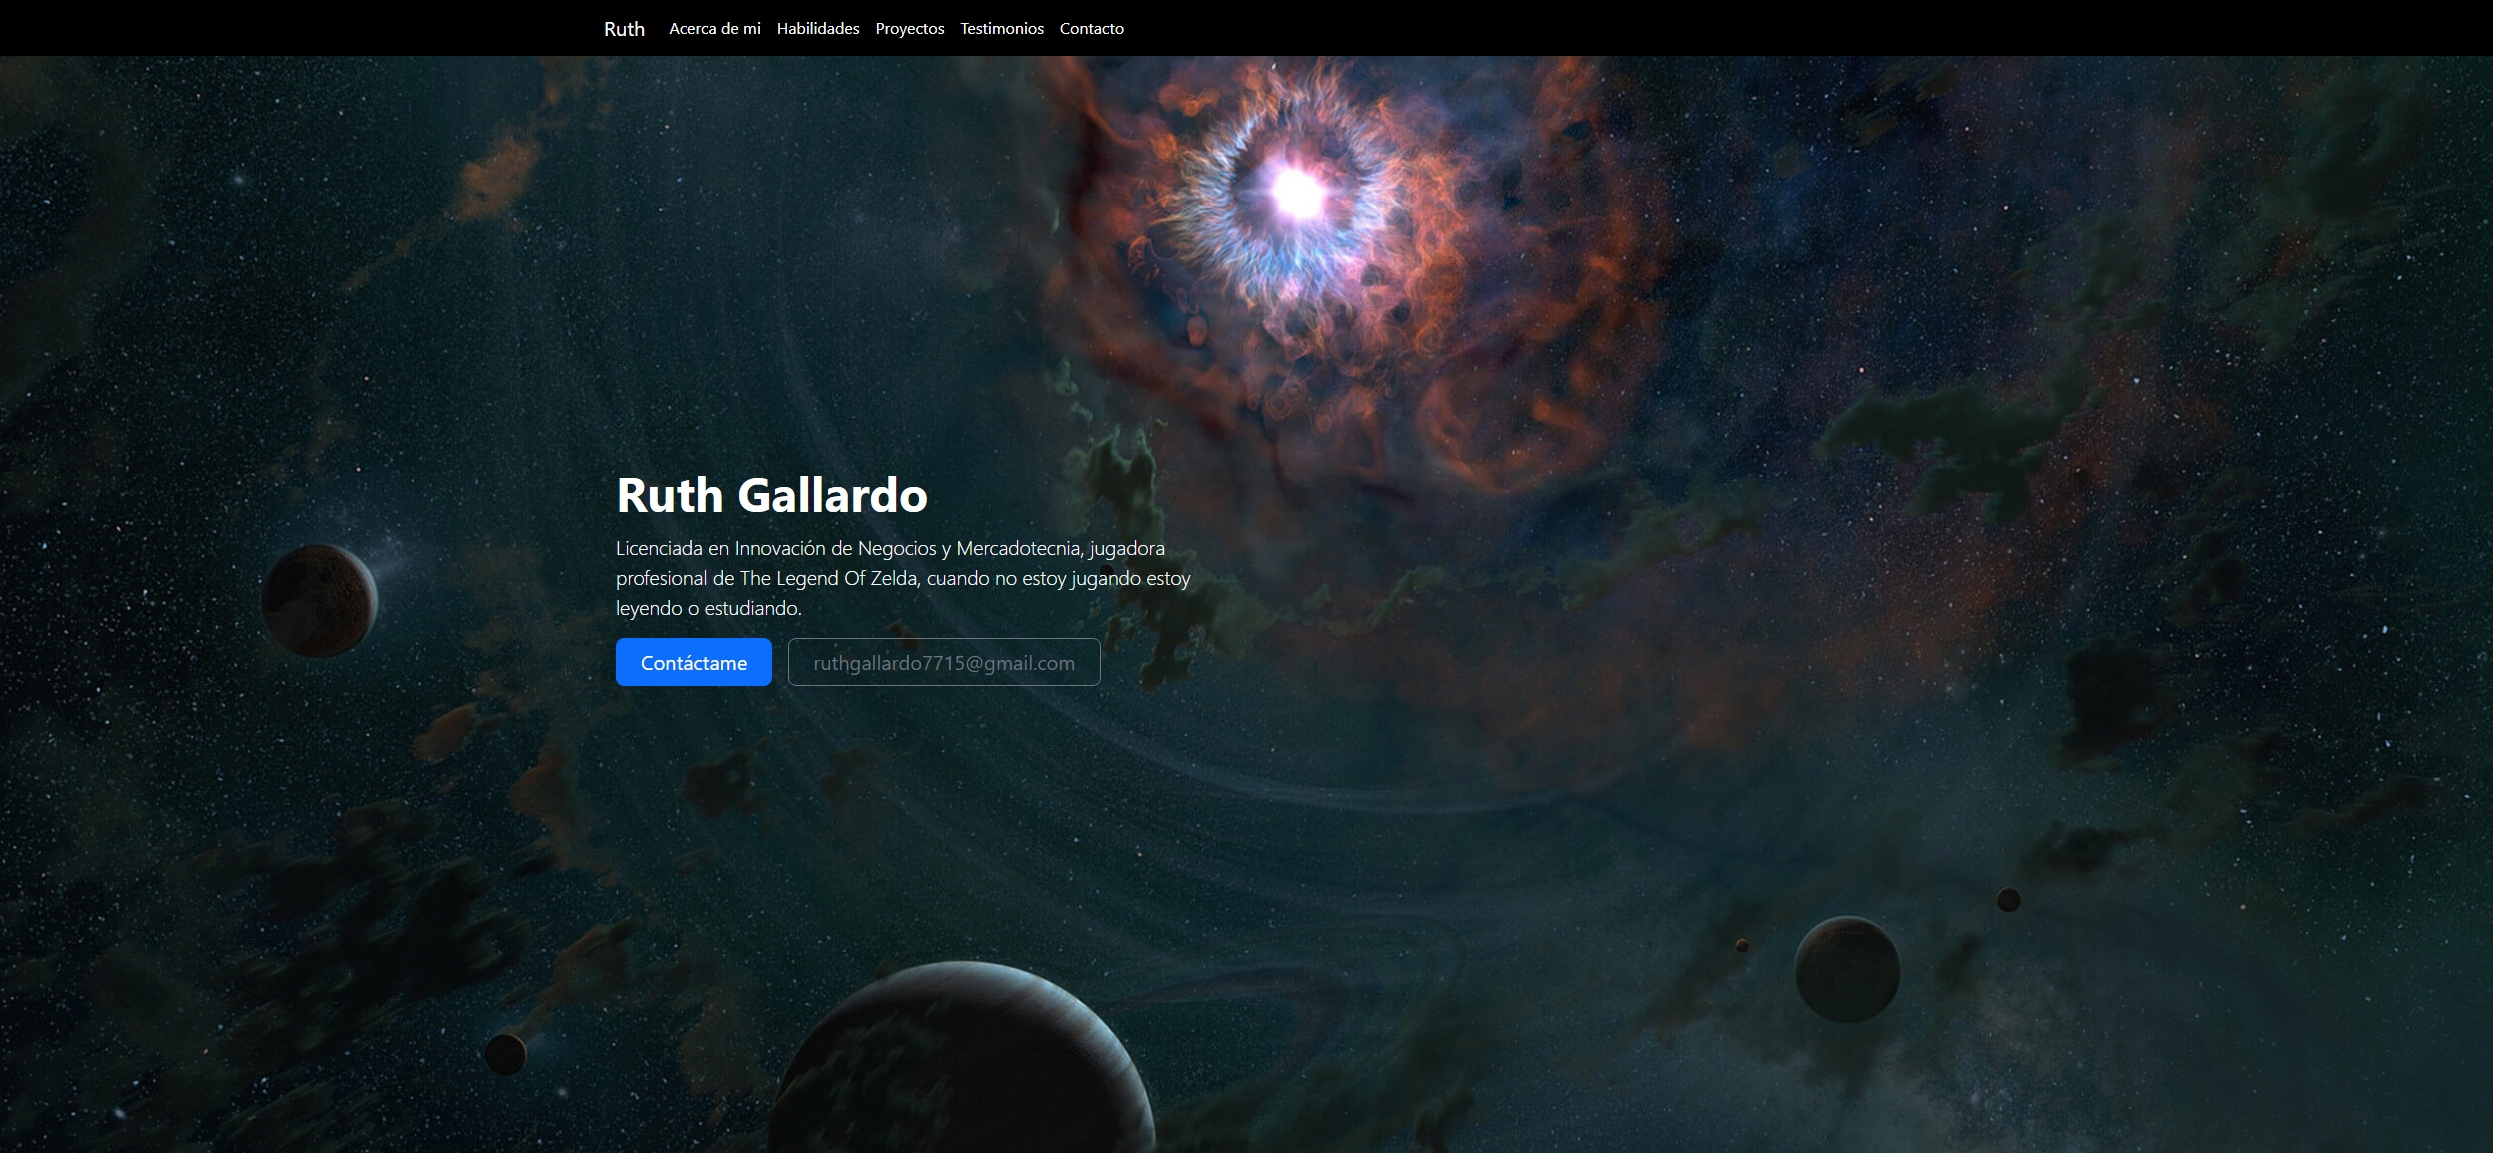 Ruth Acerca de mi Habilidades Proyectos Testimonios Contacto
Ruth Gallardo
Licenciada en Innovación de Negocios y Mercadotecnia, jugadora
profesional de The Legend Of Zelda, cuando no estoy jugando estoy
leyendo o estudiando.
Contáctame ruthgallardo7715@gmail.com